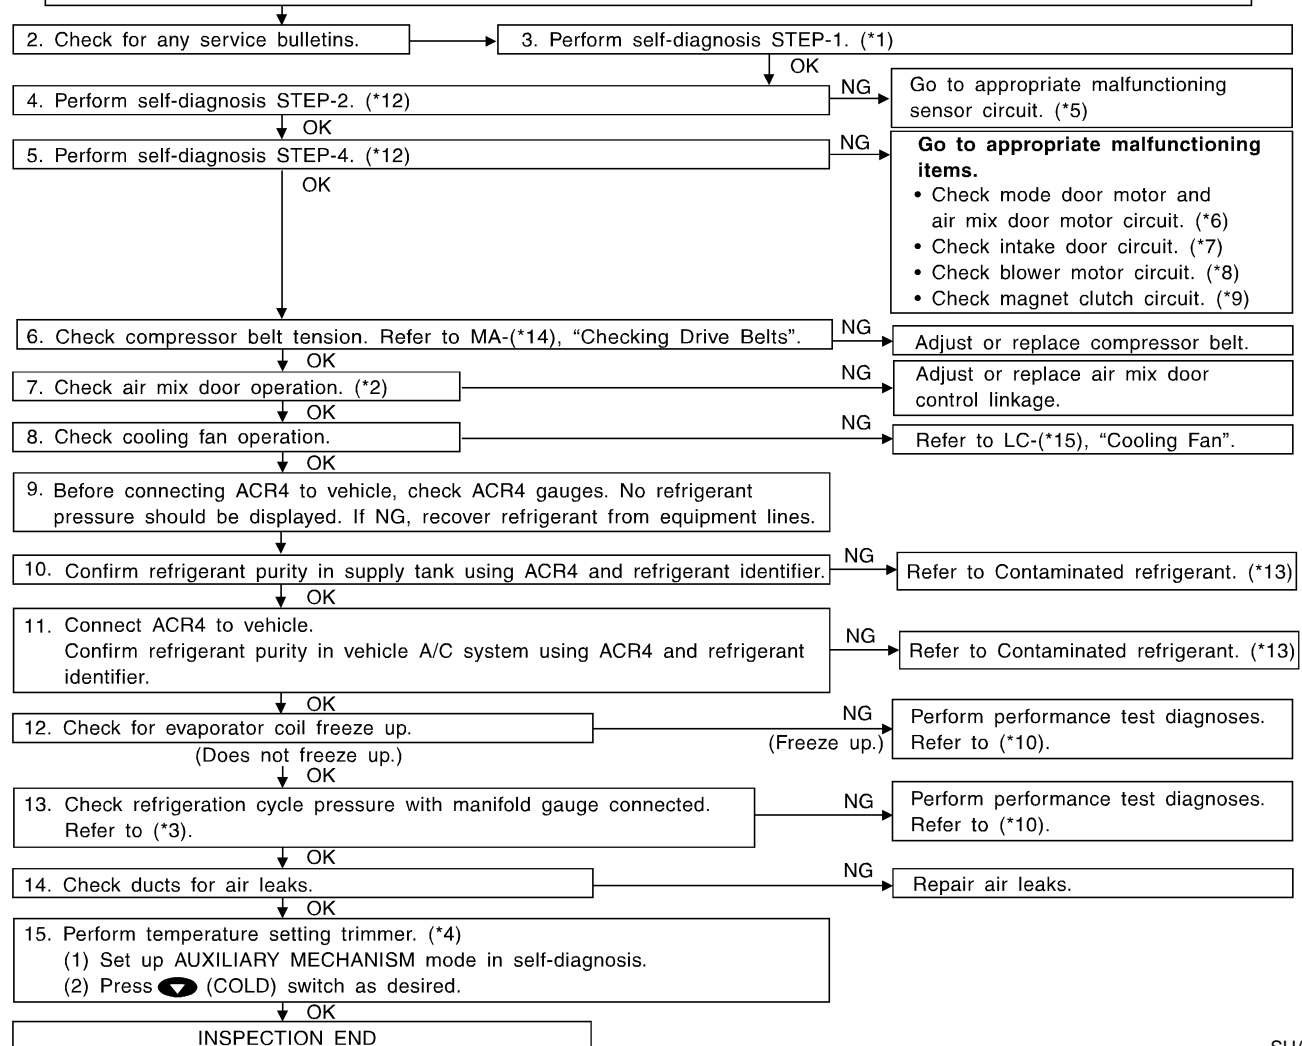 2. Check for any service bulletins.
3. Perform self-diagnosis STEP-1. (*1)
OK
4. Perform self-diagnosis STEP-2. (*12)
NG
Go to appropriate malfunctioning
sensor circuit. (*5)
OK
5. Perform self-diagnosis STEP-4. (*12)
NG
Go to appropriate malfunctioning
items.
• Check mode door motor and
air mix door motor circuit. (*6)
• Check intake door circuit. (*7)
• Check blower motor circuit. (*8)
• Check magnet clutch circuit. (*9)
OK
6. Check compressor belt tension. Refer to MA-(*14), “Checking Drive Belts”.
NG
Adjust or replace compressor belt.
OK
7. Check air mix door operation. (*2)
NG
Adjust or replace air mix door
control linkage.
OK
8. Check cooling fan operation.
NG
Refer to LC-(*15), “Cooling Fan”.
OK
9. Before connecting ACR4 to vehicle, check ACR4 gauges. No refrigerant
pressure should be displayed. If NG, recover refrigerant from equipment lines.
10. Confirm refrigerant purity in supply tank using ACR4 and refrigerant identifier.
NG
Refer to Contaminated refrigerant. (*13)
OK
11. Connect ACR4 to vehicle.
Confirm refrigerant purity in vehicle A/C system using ACR4 and refrigerant
identifier.
NG
Refer to Contaminated refrigerant. (*13)
OK
12. Check for evaporator coil freeze up.
NG
(Freeze up.)
Perform performance test diagnoses.
Refer to (*10).
(Does not freeze up.)
OK
13. Check refrigeration cycle pressure with manifold gauge connected.
Refer to (*3).
NG
Perform performance test diagnoses.
Refer to (*10).
OK
14. Check ducts for air leaks.
NG
Repair air leaks.
OK
15. Perform temperature setting trimmer. (*4)
(1) Set up AUXILIARY MECHANISM mode in self-diagnosis.
(2) Press (COLD) switch as desired.
OK
INSPECTION END